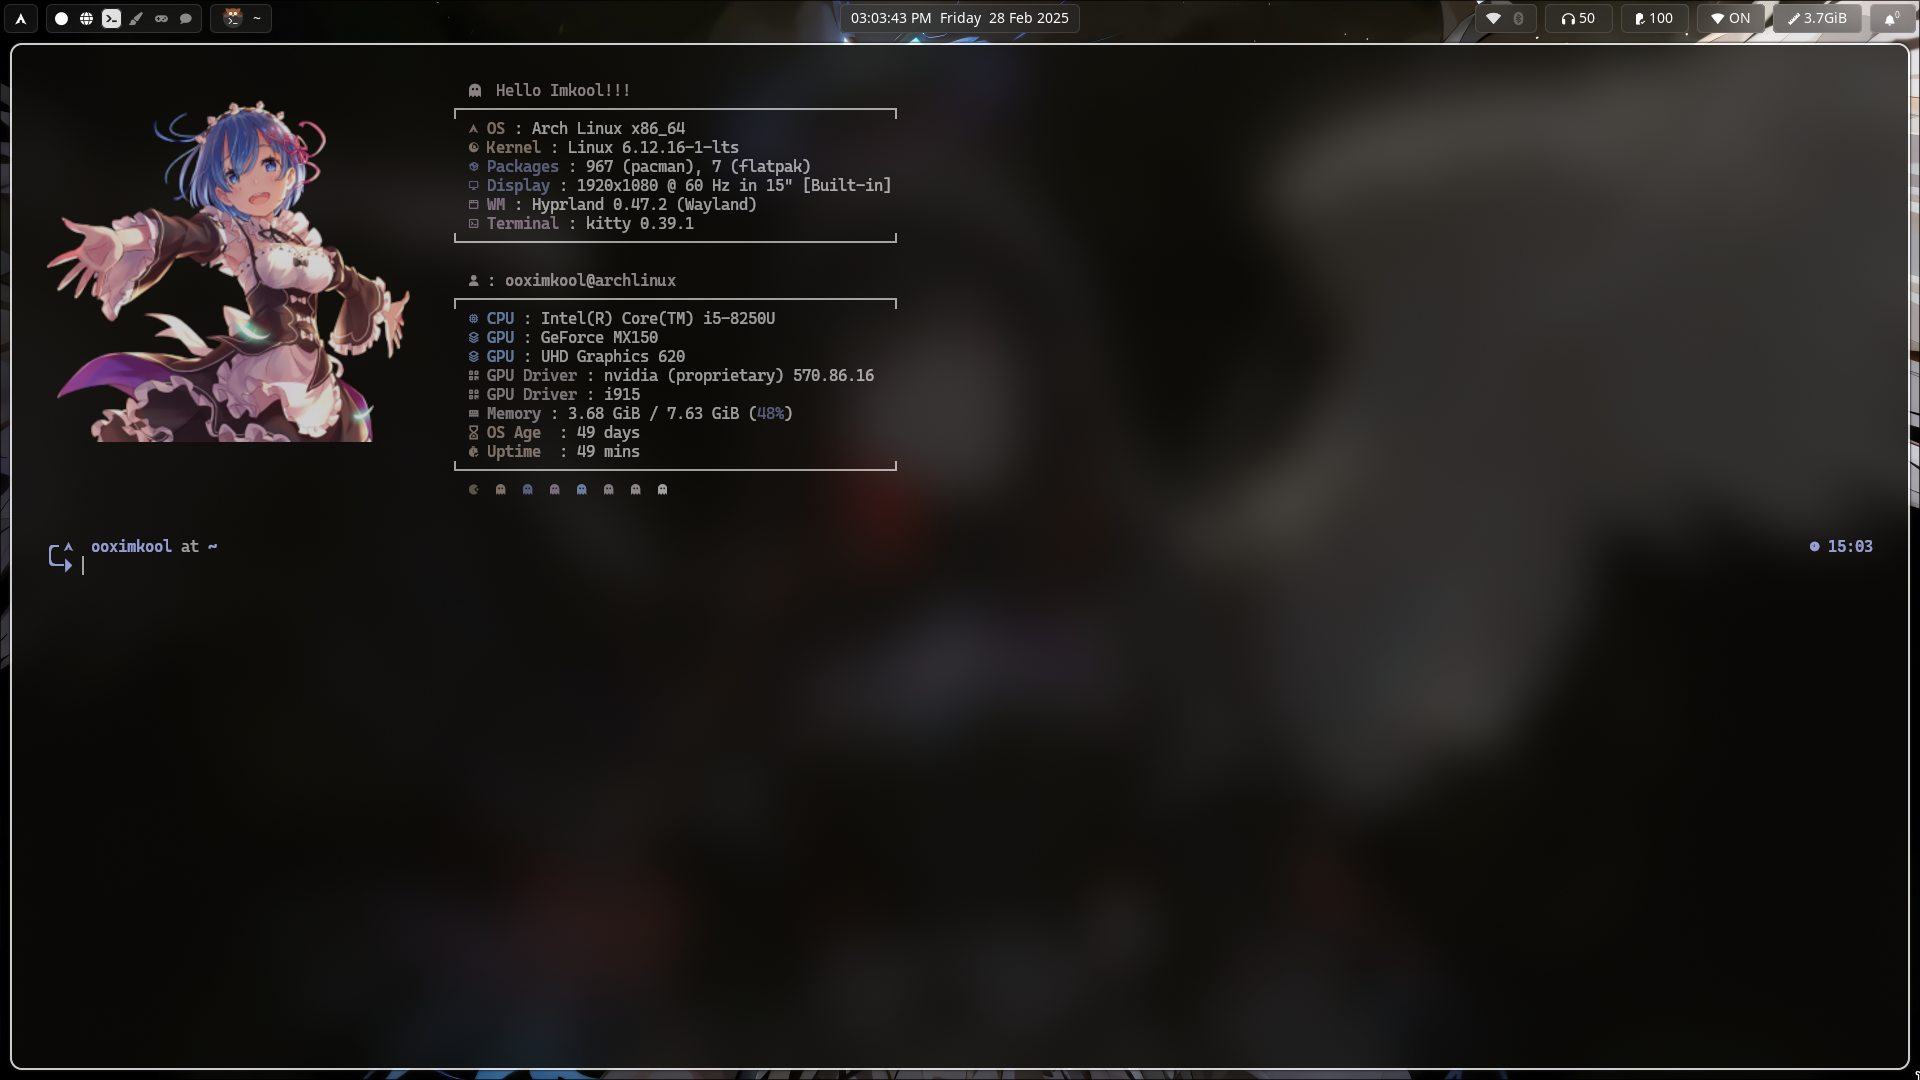 ~
03:03:43 PM  Friday  28 Feb 2025
50
100
ON
3.7GiB
0
Hello Imkool!!!
OS : Arch Linux x86_64
Kernel : Linux 6.12.16-1-lts
Packages : 967 (pacman), 7 (flatpak)
Display : 1920x1080 @ 60 Hz in 15" [Built-in]
WM : Hyprland 0.47.2 (Wayland)
Terminal : kitty 0.39.1
: ooximkool@archlinux
CPU : Intel(R) Core(TM) i5-8250U
GPU : GeForce MX150
GPU : UHD Graphics 620
GPU Driver : nvidia (proprietary) 570.86.16
GPU Driver : i915
Memory : 3.68 GiB / 7.63 GiB (48%)
OS Age  : 49 days
Uptime  : 49 mins
ooximkool at ~
15:03